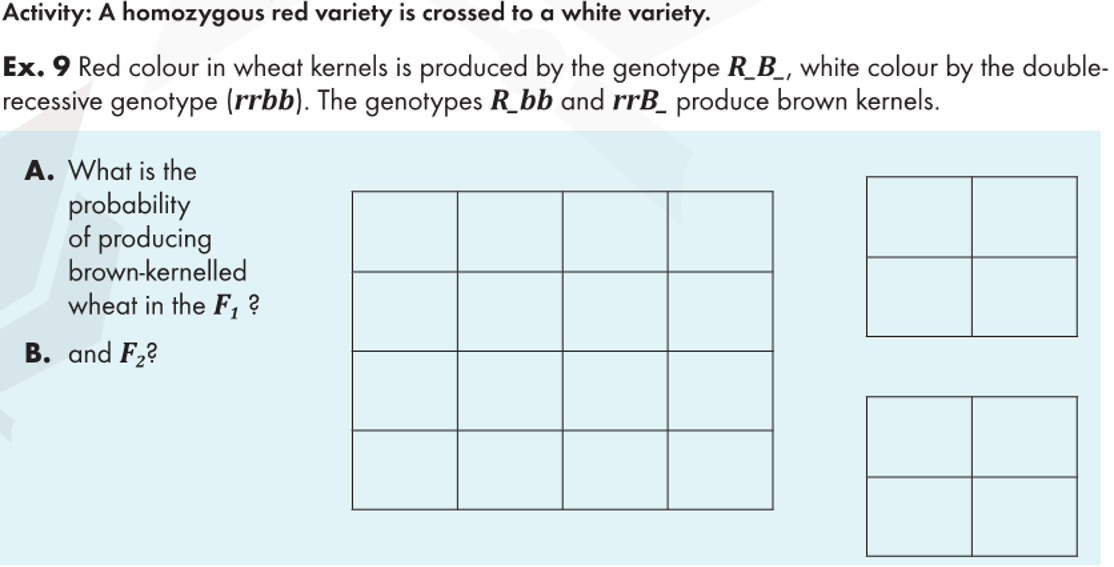 Activity: A homozygous red variety is crossed to a white variety.
Ex. 9 Red colour in wheat kernels is produced by the genotype R_B_, white colour by the double-
recessive genotype (rrbb). The genotypes R_bb and rrB_ produce brown kernels.
A. What is the
probability
of producing
brown-kernelled
wheat in the F₁ ?
B. and F₂?